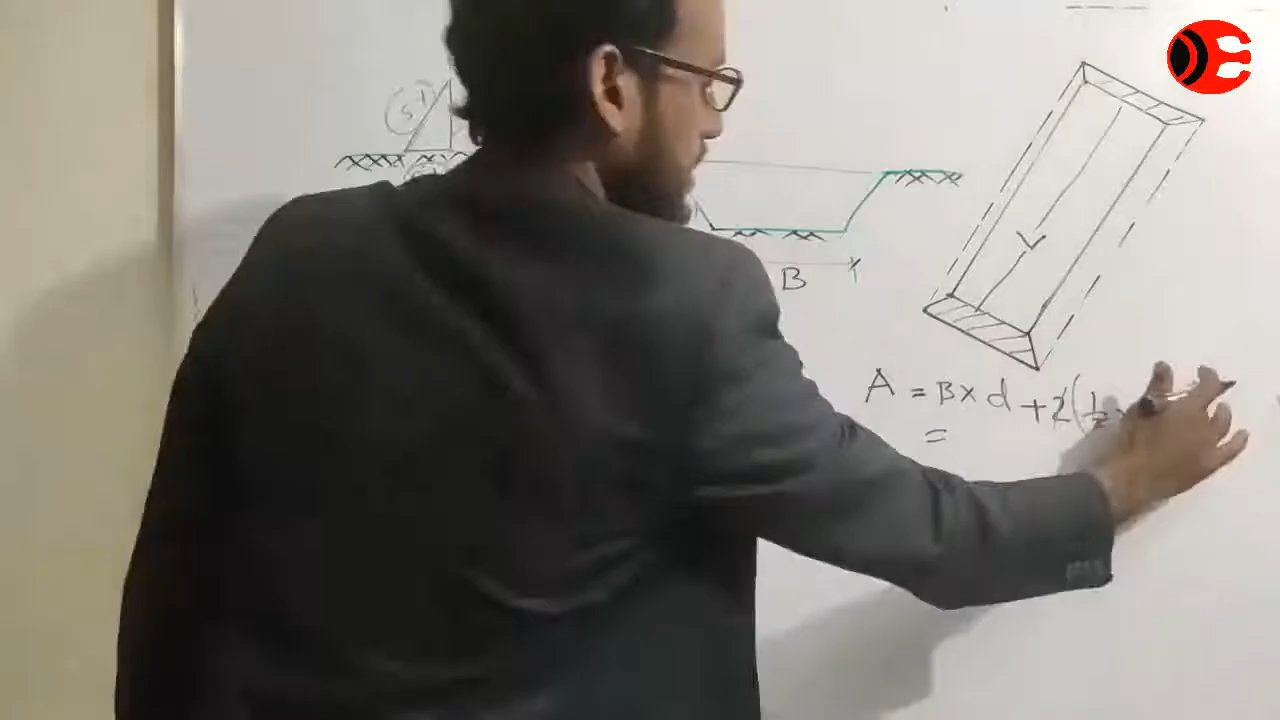 B
A = B x d + 2(1/2
=